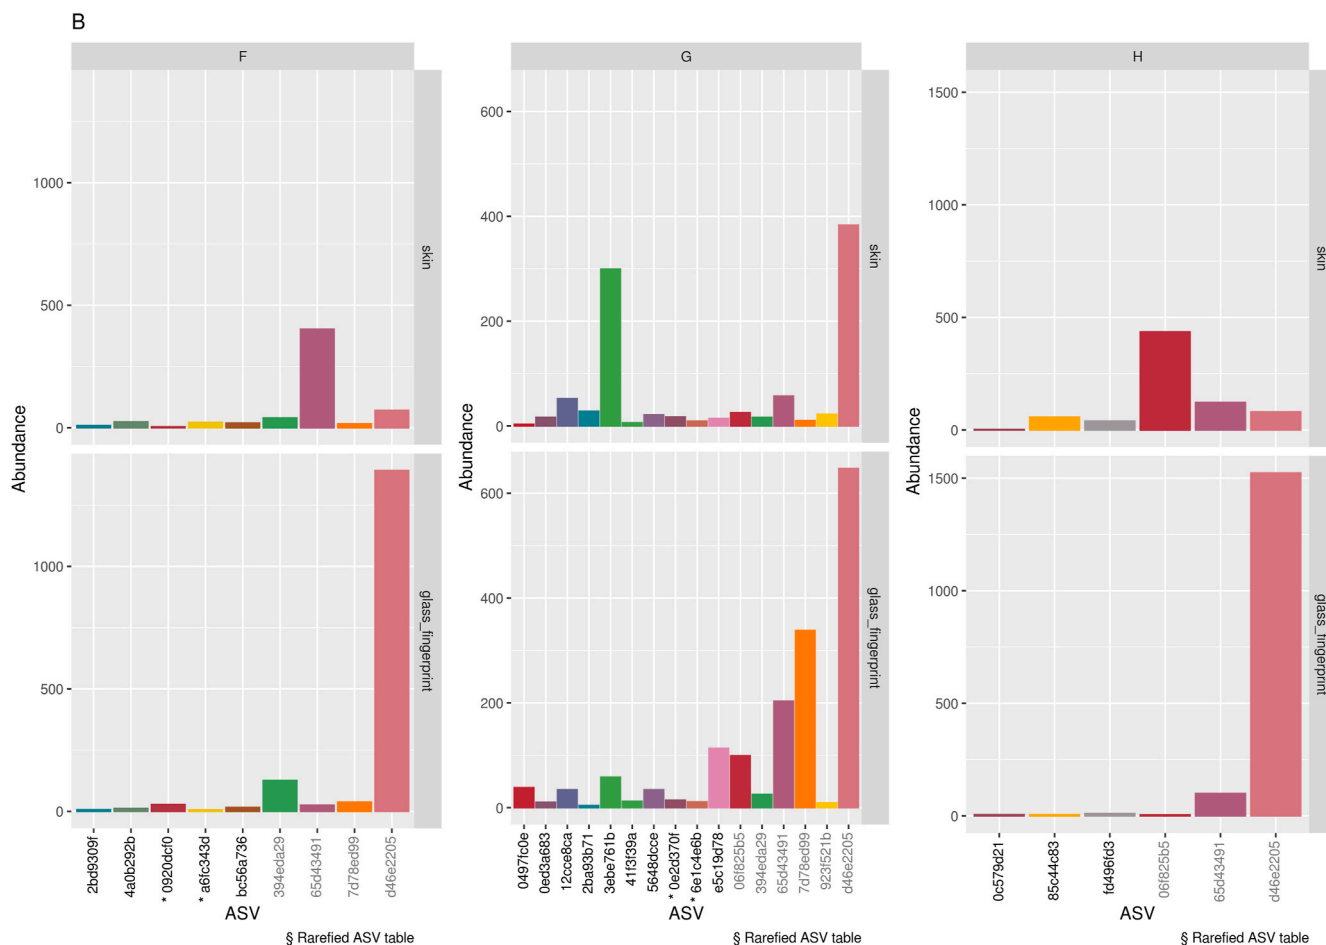 B
F
G
H
Abundance
1000
500
0
skin
1000
500
0
glass_fingerprint
2bd9309f
4a0b292b
* 0920dcf0
* a6fc343d
bc56a736
394eda29
65d43491
7d78ed99
d46e2205
ASV
§ Rarefied ASV table
Abundance
600
400
200
0
skin
600
400
200
0
glass_fingerprint
0497fc0e
0ed3a683
12cce8ca
2ba93b71
3ebe761b
41f3f39a
5648dcce
* 0e2d370f
* 6e1c4e6b
e5c19d78
06f825b5
394eda29
65d43491
7d78ed99
923f521b
d46e2205
ASV
§ Rarefied ASV table
Abundance
1500
1000
500
0
skin
1500
1000
500
0
glass_fingerprint
0c579d21
85c44c83
fd496fd3
06f825b5
65d43491
d46e2205
ASV
§ Rarefied ASV table